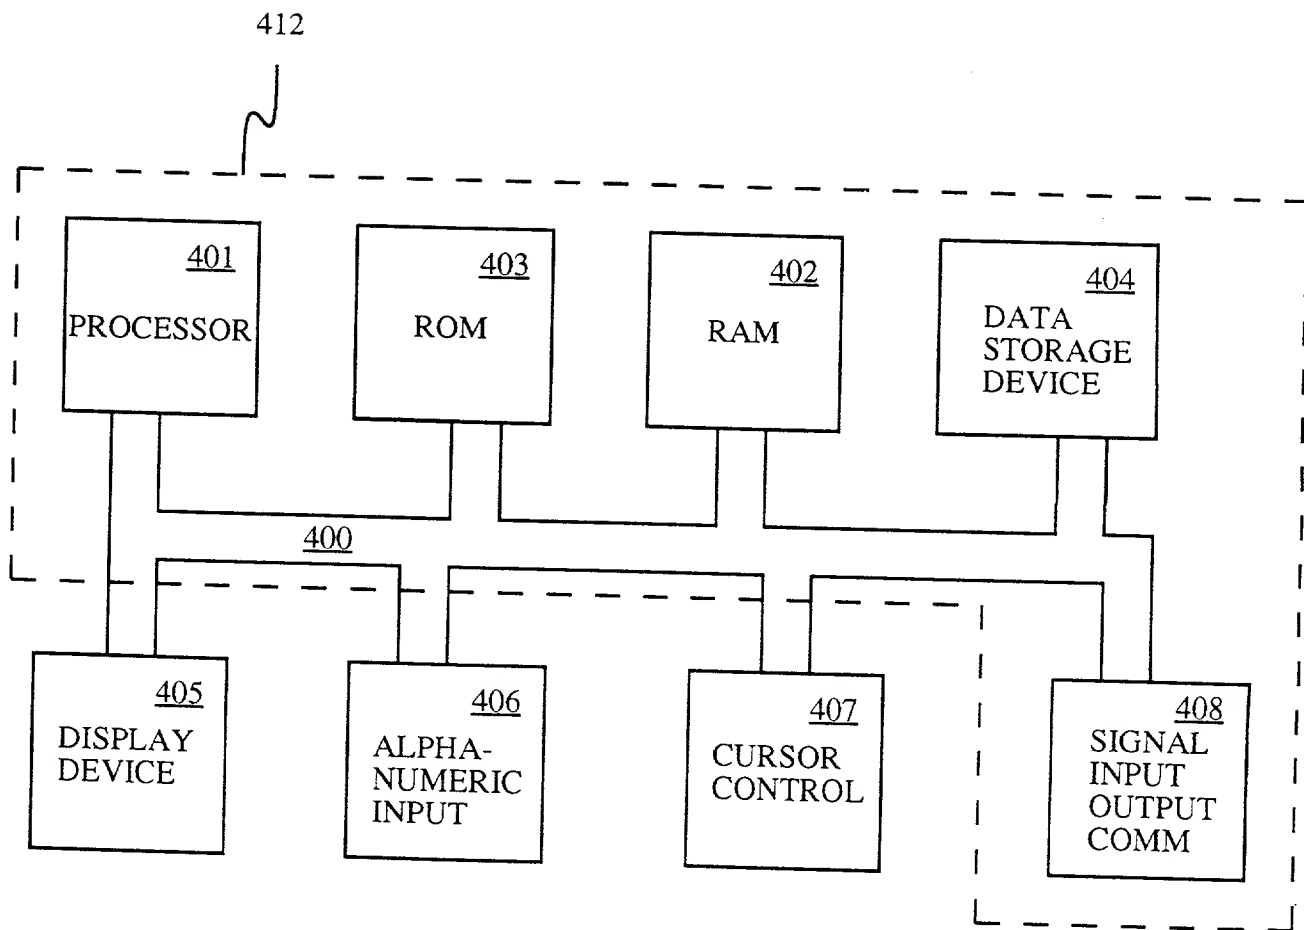 412
401
PROCESSOR
403
ROM
402
RAM
404
DATA
STORAGE
DEVICE
400
405
DISPLAY
DEVICE
406
ALPHA-
NUMERIC
INPUT
407
CURSOR
CONTROL
408
SIGNAL
INPUT
OUTPUT
COMM